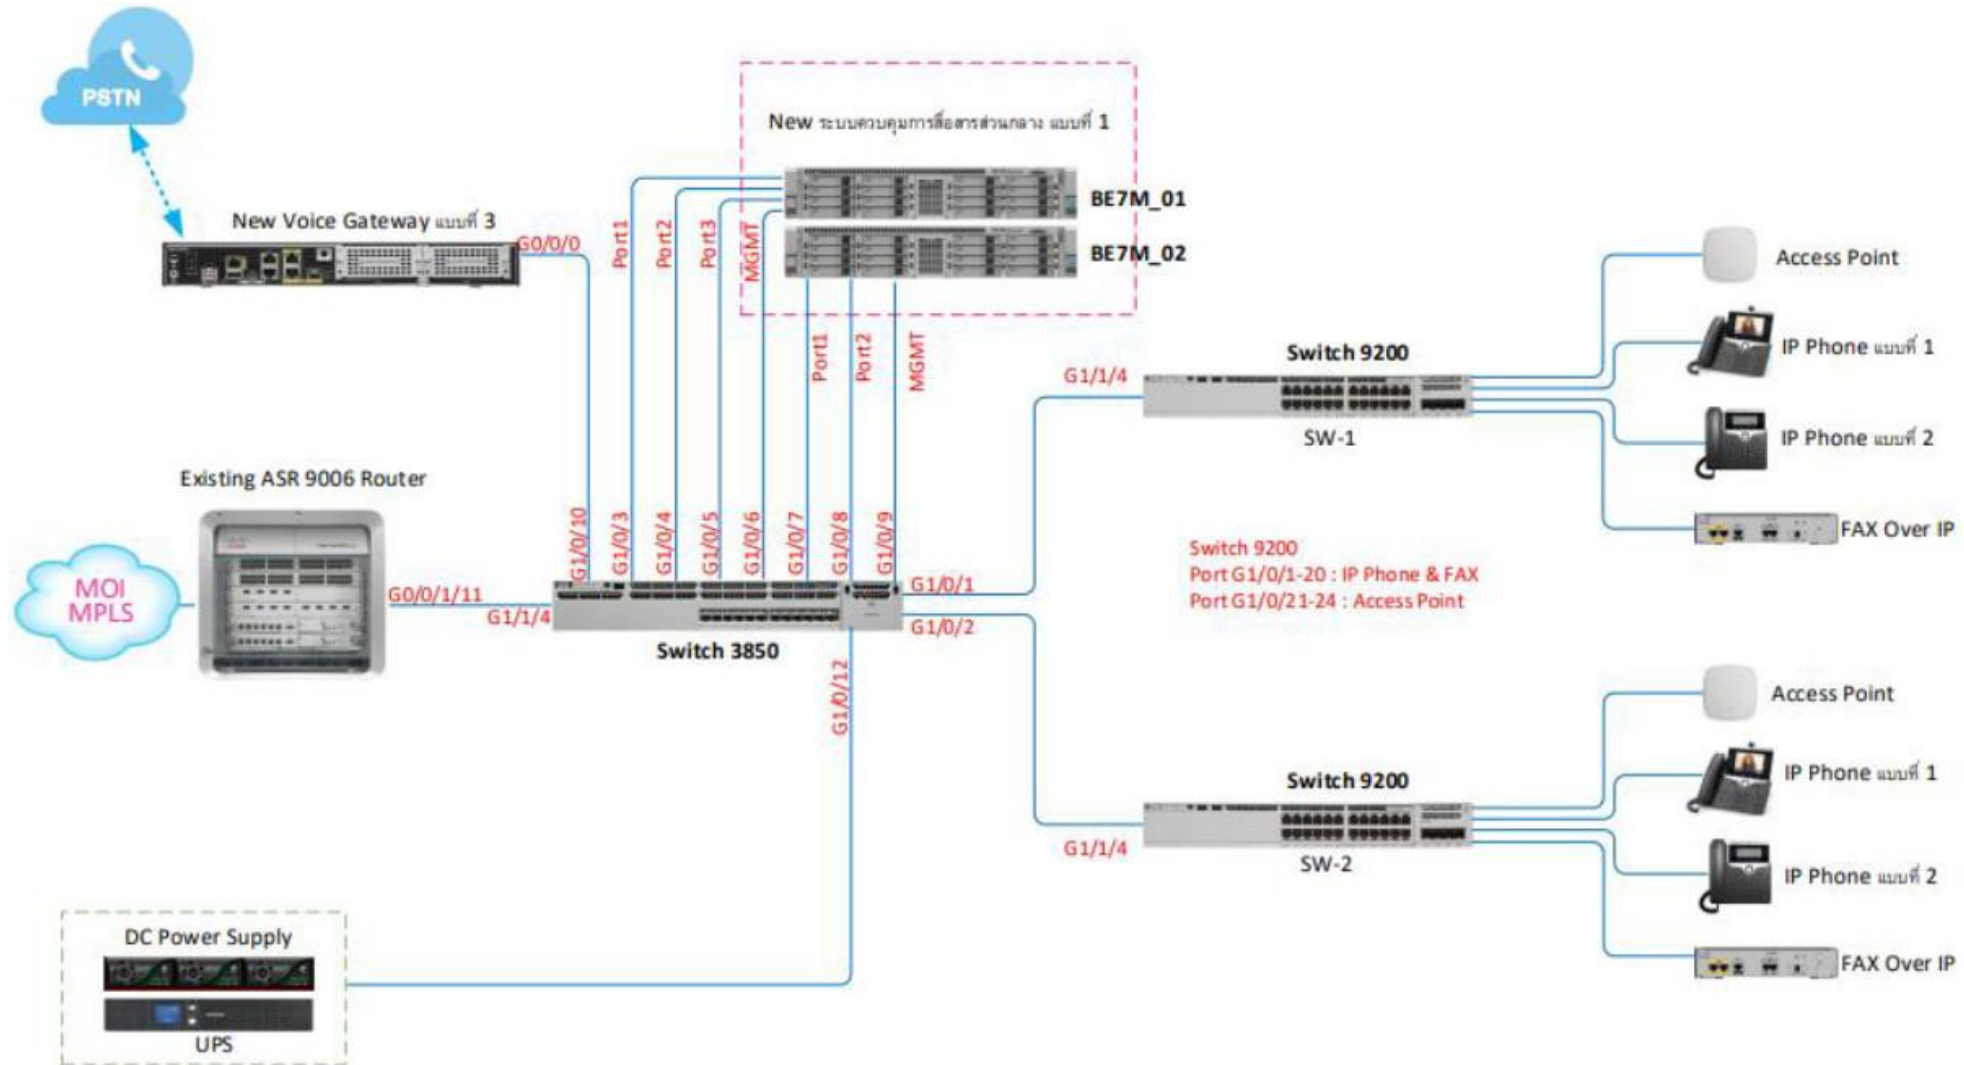 PSTN
New ระบบควบคุมการสื่อสารส่วนกลาง แบบที่ 1
BE7M_01
BE7M_02
New Voice Gateway แบบที่ 3
G0/0/0
Port1
Port2
Port3
MGMT
Port1
Port2
MGMT
Access Point
IP Phone แบบที่ 1
IP Phone แบบที่ 2
FAX Over IP
Switch 9200
G1/1/4
SW-1
Existing ASR 9006 Router
MOI
MPLS
G0/0/1/11
G1/1/4
G1/0/10
G1/0/3
G1/0/4
G1/0/5
G1/0/6
G1/0/7
G1/0/8
G1/0/9
G1/0/1
G1/0/2
Switch 3850
G1/0/12
Switch 9200
Port G1/0/1-20 : IP Phone & FAX
Port G1/0/21-24 : Access Point
Access Point
IP Phone แบบที่ 1
IP Phone แบบที่ 2
FAX Over IP
Switch 9200
G1/1/4
SW-2
DC Power Supply
UPS